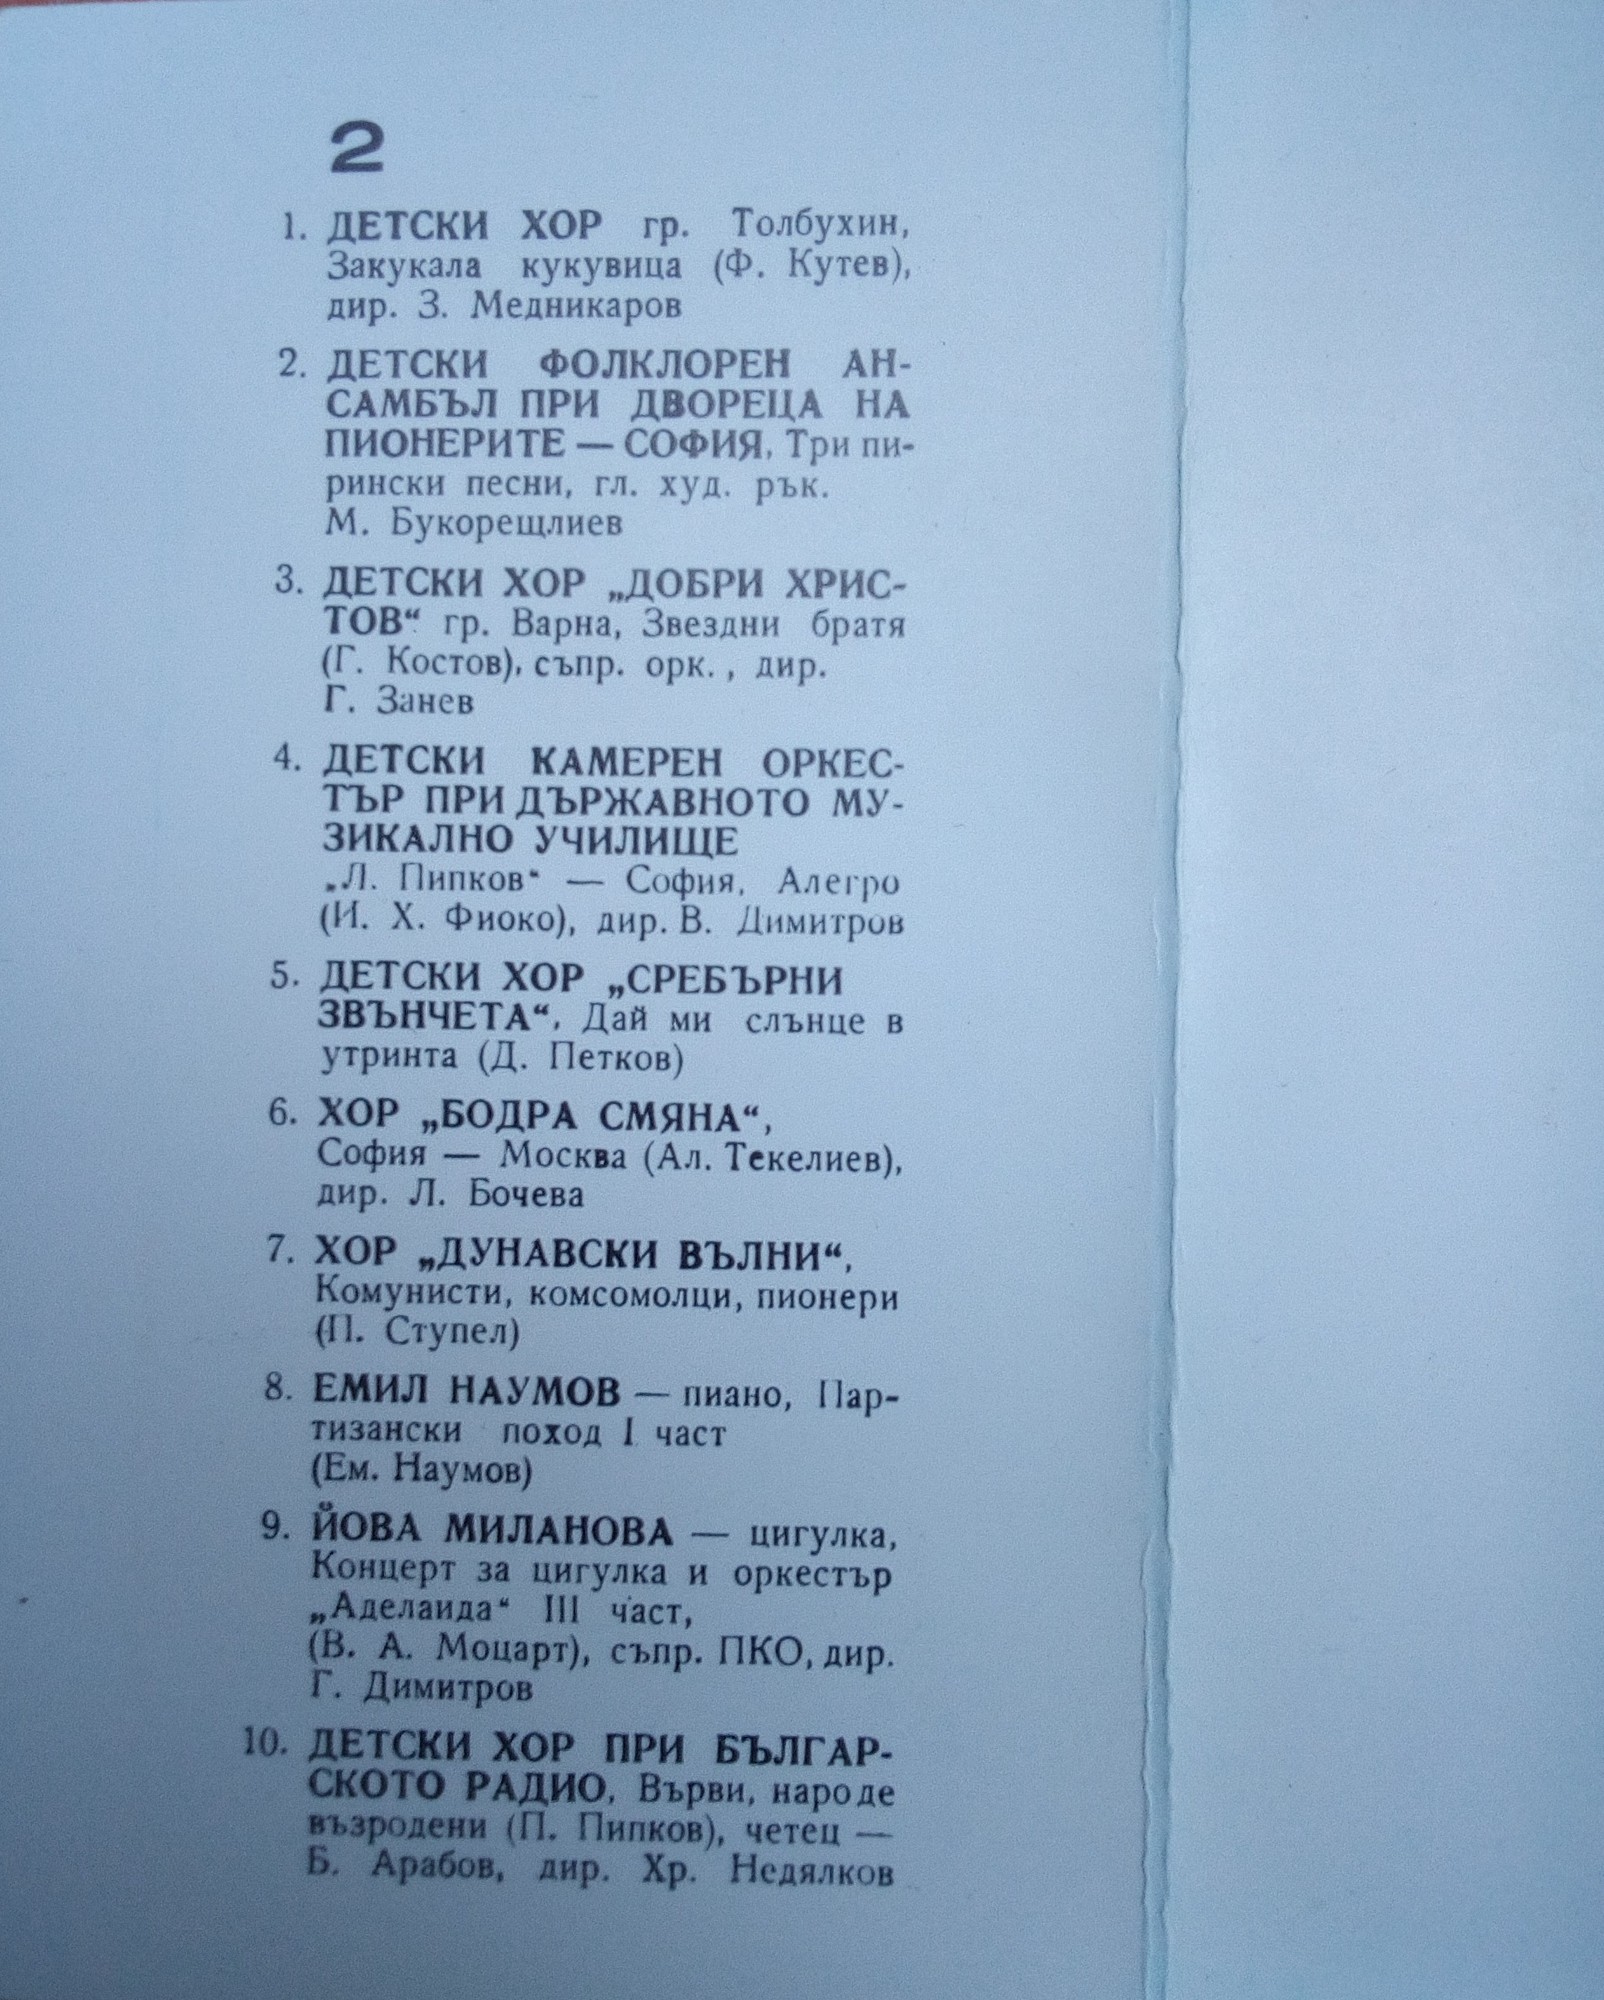 2
1. ДЕТСКИ ХОР гр. Толбухин,
Закукала кукувица (Ф. Кутев),
дир. З. Медникаров
2. ДЕТСКИ ФОЛКЛОРЕН АН-
САМБЪЛ ПРИ ДВОРЕЦА НА
ПИОНЕРИТЕ — СОФИЯ, Три пи-
рински песни, гл. худ. рък.
М. Букорещлиев
3. ДЕТСКИ ХОР „ДОБРИ ХРИС-
ТОВ“ гр. Варна, Звездни братя
(Г. Костов), съпр. орк., дир.
Г. Занев
4. ДЕТСКИ КАМЕРЕН ОРКЕС-
ТЪР ПРИ ДЪРЖАВНОТО МУ-
ЗИКАЛНО УЧИЛИЩЕ
„Л. Пипков“ — София, Алегро
(И. Х. Фиоко), дир. В. Димитров
5. ДЕТСКИ ХОР „СРЕБЪРНИ
ЗВЪНЧЕТА“, Дай ми слънце в
утринта (Д. Петков)
6. ХОР „БОДРА СМЯНА“,
София — Москва (Ал. Текелиев),
дир. Л. Бочева
7. ХОР „ДУНАВСКИ ВЪЛНИ“,
Комунисти, комсомолци, пионери
(П. Ступел)
8. ЕМИЛ НАУМОВ — пиано, Пар-
тизански поход I част
(Ем. Наумов)
9. ЙОВА МИЛАНОВА — цигулка,
Концерт за цигулка и оркестър
„Аделаида“ III част,
(В. А. Моцарт), съпр. ПКО, дир.
Г. Димитров
10. ДЕТСКИ ХОР ПРИ БЪЛГАР-
СКОТО РАДИО, Върви, народе
възродени (П. Пипков), четец —
Б. Арабов, дир. Хр. Недялков